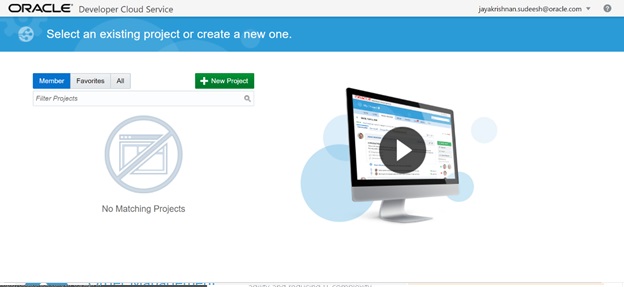 ORACLE Developer Cloud Service
jayakrishnan.sudeesh@oracle.com
?
Select an existing project or create a new one.
Member Favorites All + New Project
Filter Projects
No Matching Projects